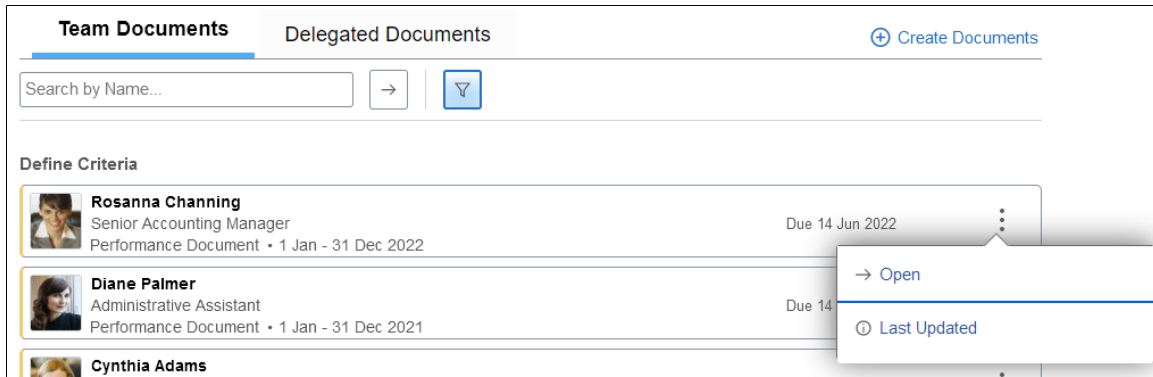 Team Documents
Delegated Documents
Create Documents
Search by Name...
Define Criteria
Rosanna Channing
Senior Accounting Manager
Due 14 Jun 2022
Performance Document • 1 Jan - 31 Dec 2022
Open
Diane Palmer
Administrative Assistant
Due 14
Performance Document • 1 Jan - 31 Dec 2021
Last Updated
Cynthia Adams